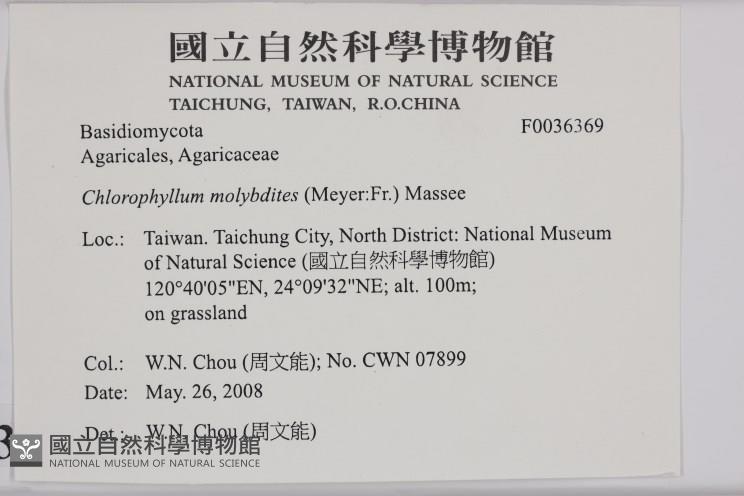 國立自然科學博物館
NATIONAL MUSEUM OF NATURAL SCIENCE
TAICHUNG, TAIWAN, R.O.CHINA
Basidiomycota F0036369
Agaricales, Agaricaceae
Chlorophyllum molybdites (Meyer:Fr.) Massee
Loc.: Taiwan. Taichung City, North District: National Museum
of Natural Science (國立自然科學博物館)
120°40'05"EN, 24°09'32"NE; alt. 100m;
on grassland
Col.: W.N. Chou (周文能); No. CWN 07899
Date: May. 26, 2008
Det.: W.N. Chou (周文能)
國立自然科學博物館
NATIONAL MUSEUM OF NATURAL SCIENCE